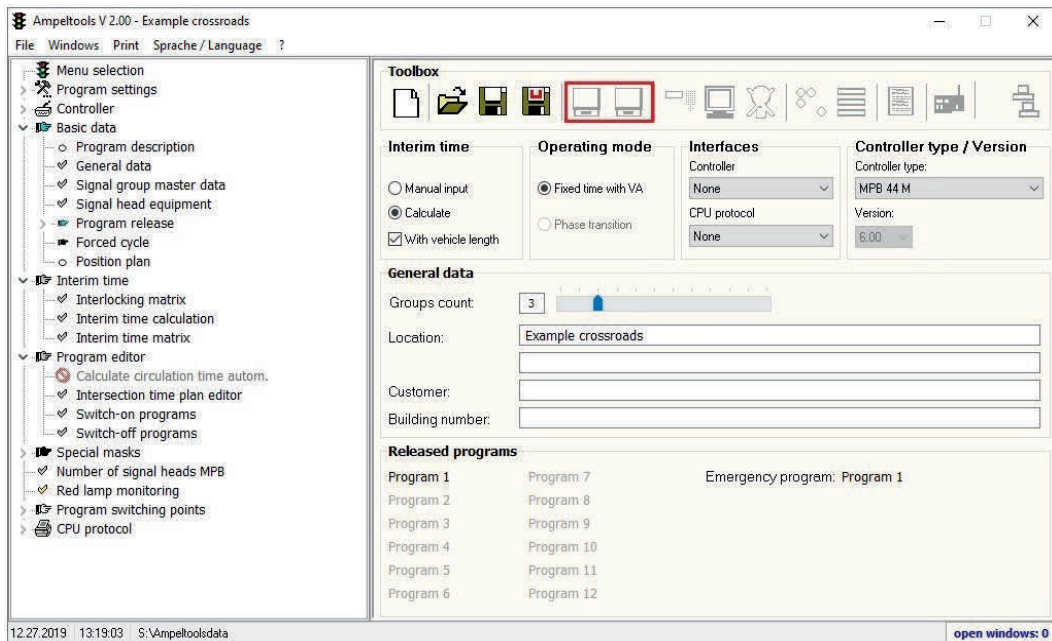 Ampeltools V 2.00 - Example crossroads
File Windows Print Sprache / Language ?
Menu selection
Program settings
Controller
Basic data
Program description
General data
Signal group master data
Signal head equipment
Program release
Forced cycle
Position plan
Interim time
Interlocking matrix
Interim time calculation
Interim time matrix
Program editor
Calculate circulation time autom.
Intersection time plan editor
Switch-on programs
Switch-off programs
Special masks
Number of signal heads MPB
Red lamp monitoring
Program switching points
CPU protocol
Toolbox
Interim time
Manual input
Calculate
With vehicle length
Operating mode
Fixed time with VA
Phase transition
Interfaces
Controller
None
CPU protocol
None
Controller type / Version
Controller type:
MPB 44 M
Version:
6.00
General data
Groups count: 3
Location: Example crossroads
Customer:
Building number:
Released programs
Program 1 Program 7 Emergency program: Program 1
Program 2 Program 8
Program 3 Program 9
Program 4 Program 10
Program 5 Program 11
Program 6 Program 12
12.27.2019 13:19:03 S:\Ampeltoolsdata open windows: 0